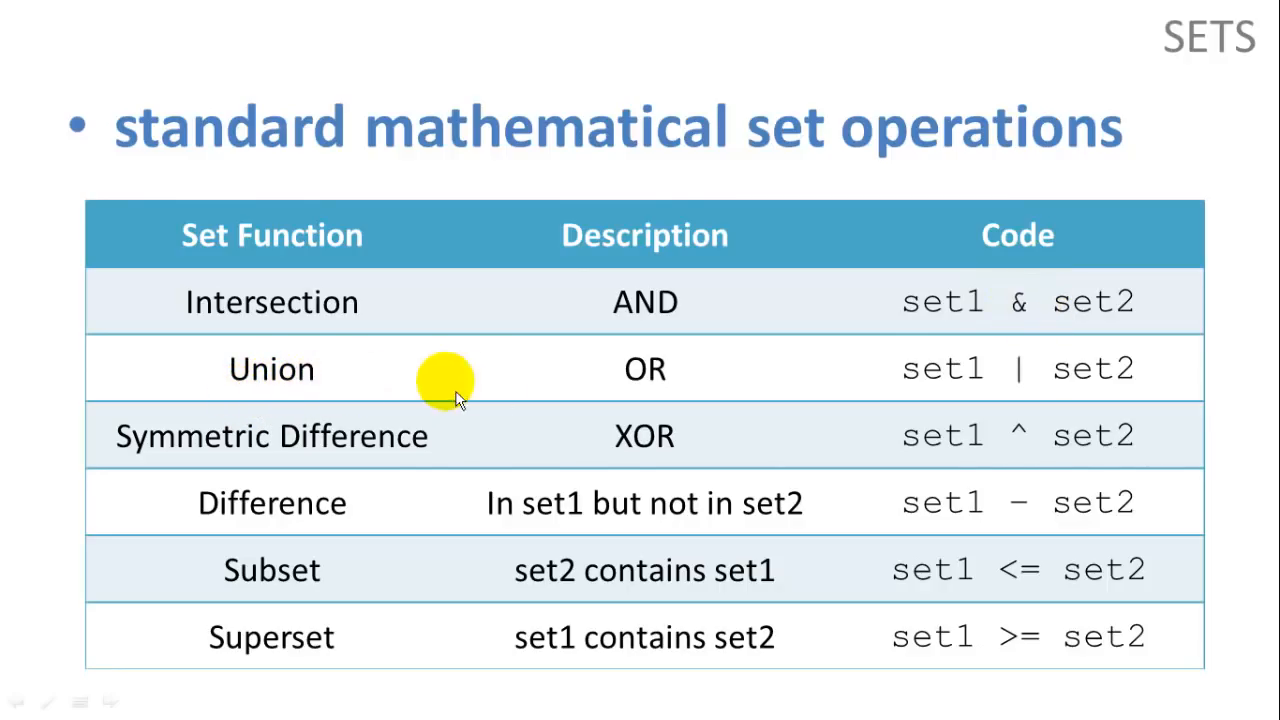 SETS
• standard mathematical set operations
Set Function Description Code
Intersection AND set1 & set2
Union OR set1 | set2
Symmetric Difference XOR set1 ^ set2
Difference In set1 but not in set2 set1 – set2
Subset set2 contains set1 set1 <= set2
Superset set1 contains set2 set1 >= set2